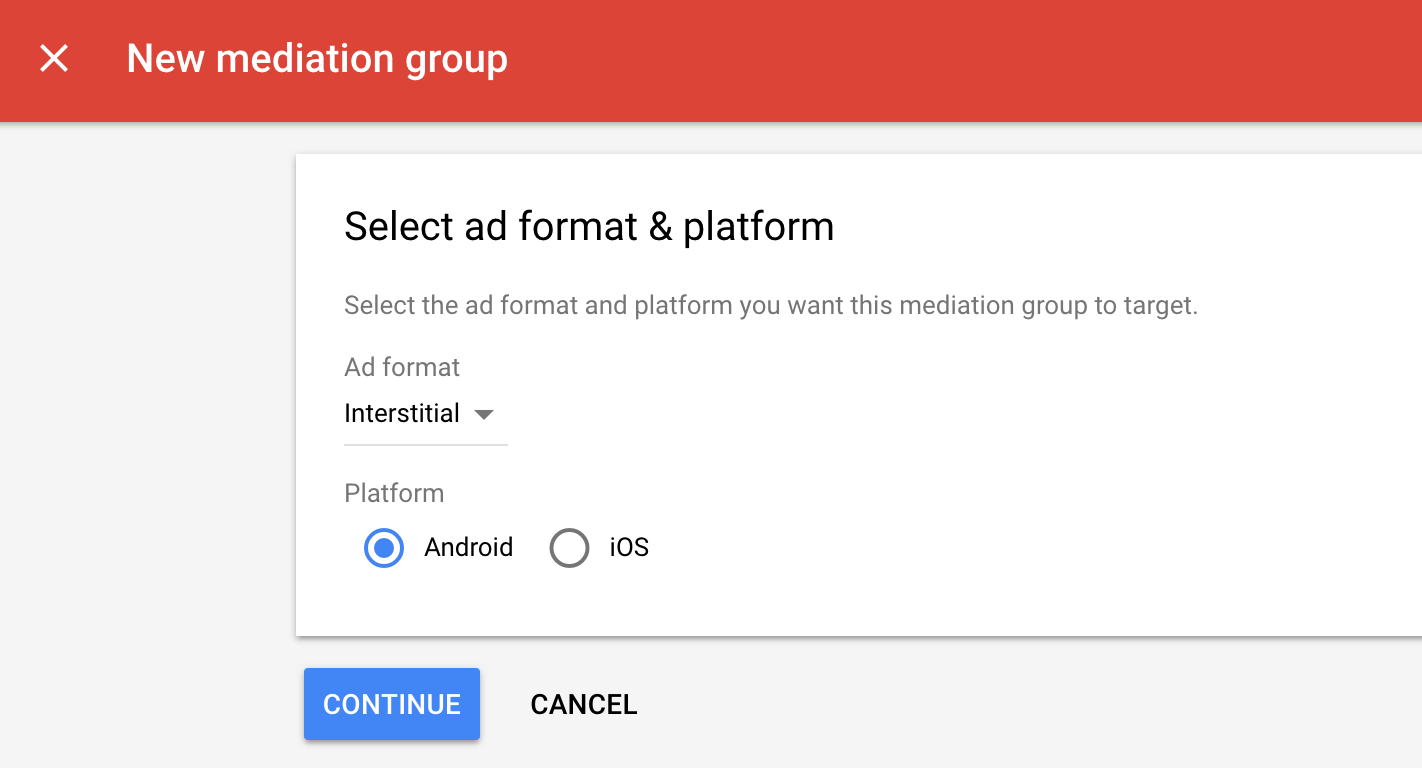 New mediation group
Select ad format & platform
Select the ad format and platform you want this mediation group to target.
Ad format
Interstitial
Platform
Android iOS
CONTINUE CANCEL